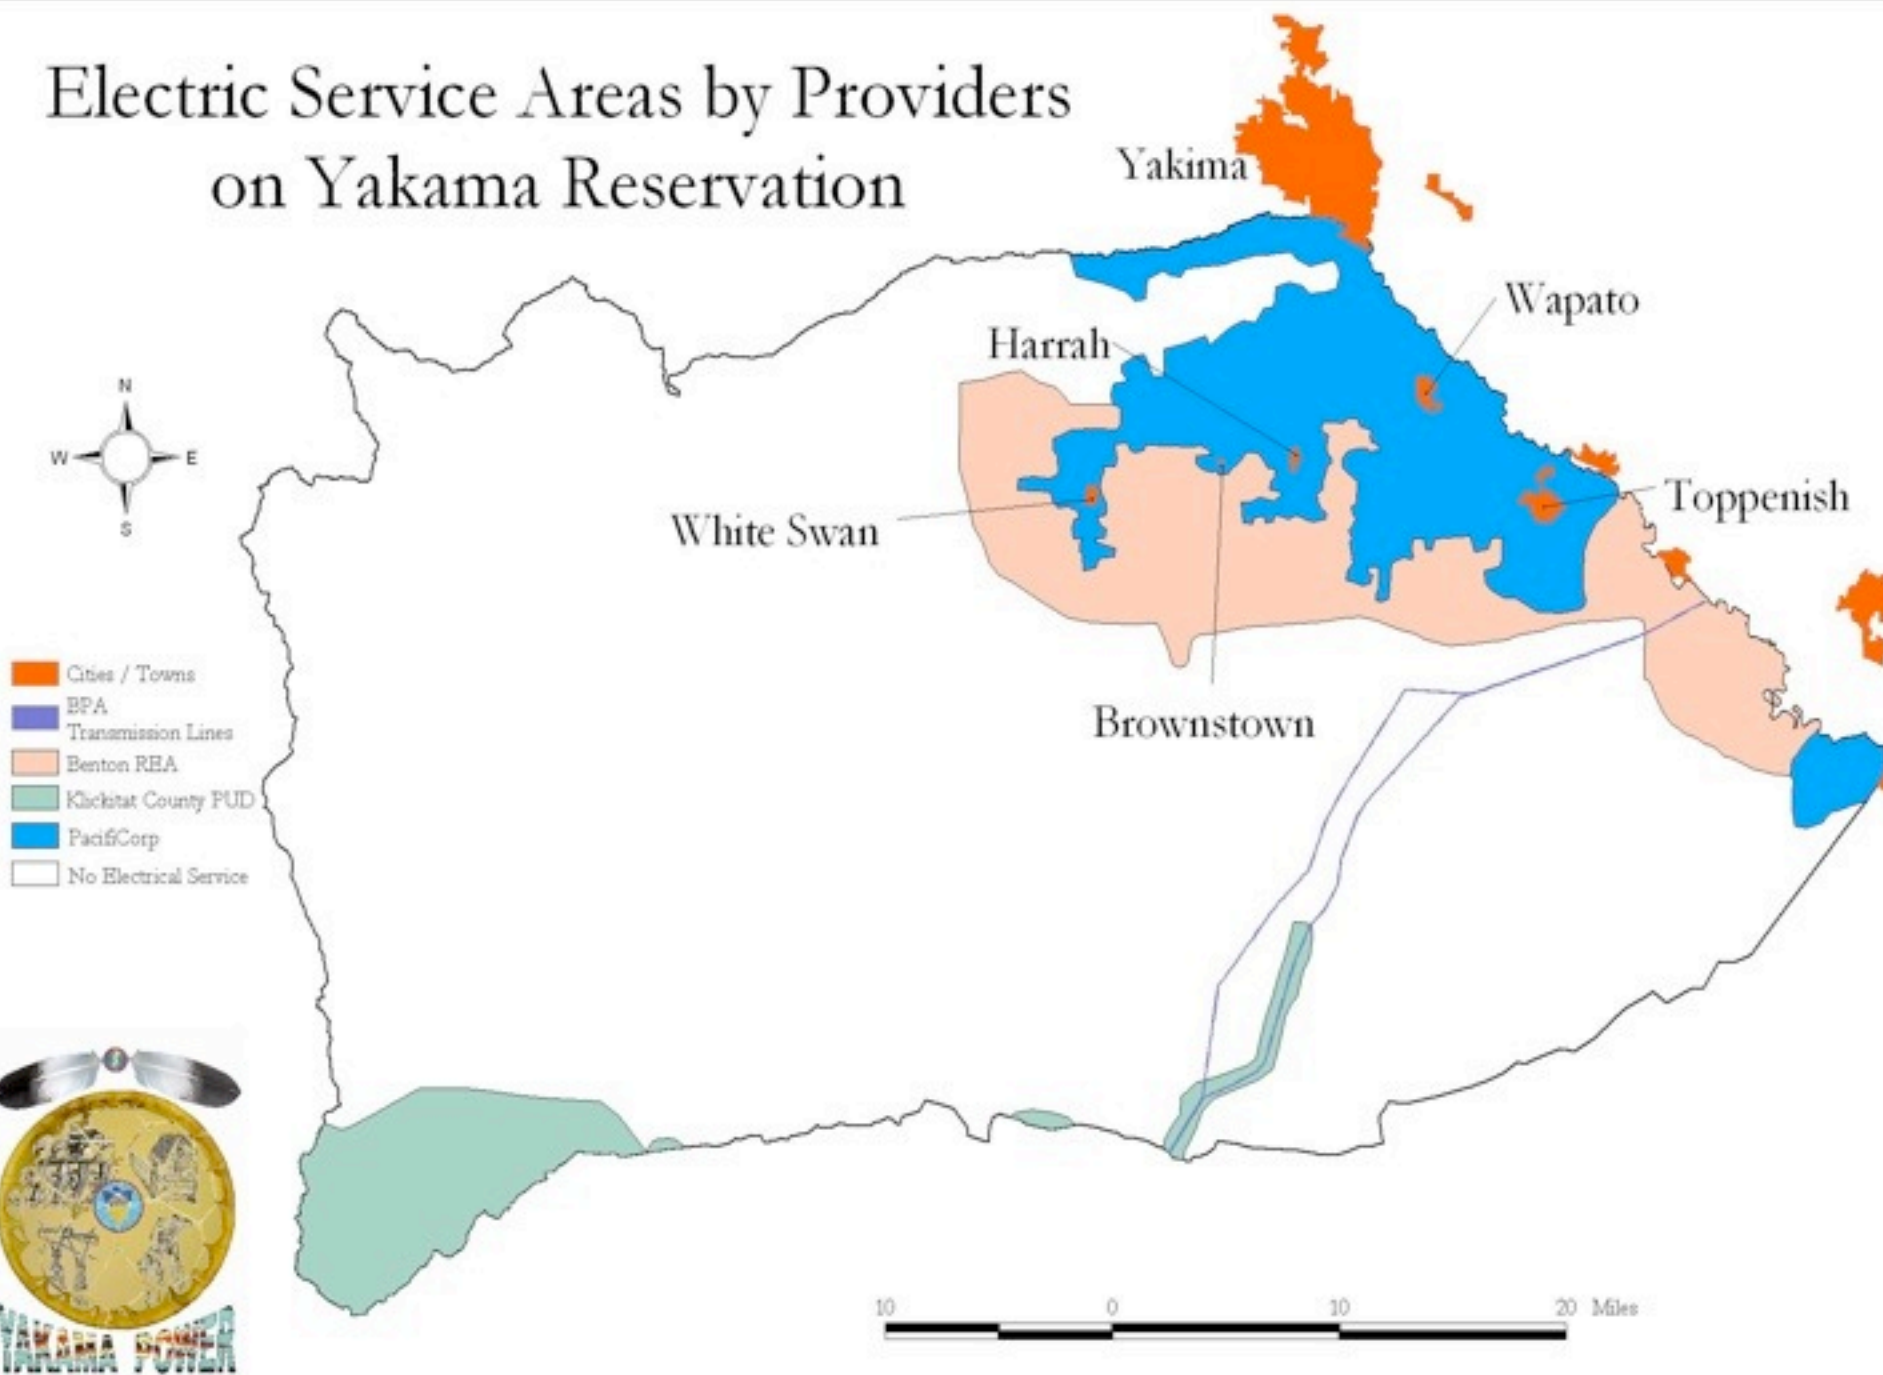 Electric Service Areas by Providers
on Yakama Reservation
Yakima
Wapato
Harrah
Toppenish
White Swan
Brownstown
N
W
E
S
Cities / Towns
BPA
Transmission Lines
Benton REA
Klickitat County PUD
PacifiCorp
No Electrical Service
YAKAMA POWER
10 0 10 20 Miles